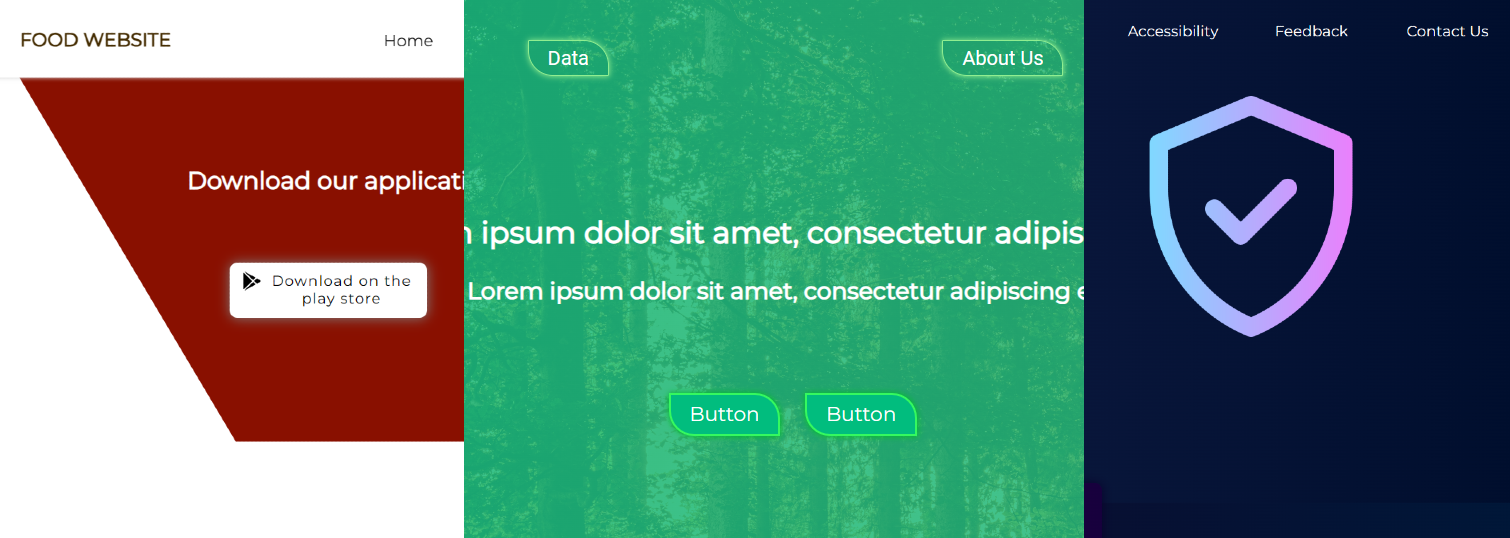 FOOD WEBSITE
Home
Download our applicati
Download on the
play store
Data
About Us
ipsum dolor sit amet, consectetur adipis
Lorem ipsum dolor sit amet, consectetur adipiscing e
Button
Button
Accessibility
Feedback
Contact Us